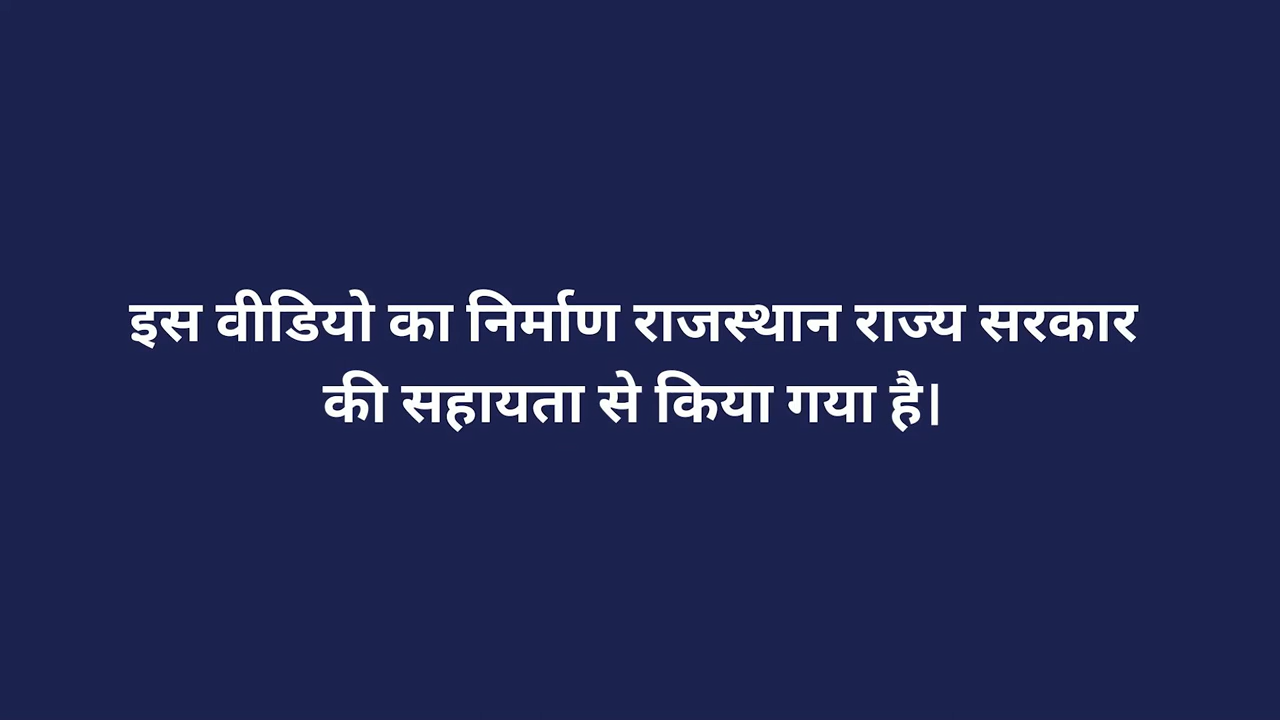 इस वीडियो का निर्माण राजस्थान राज्य सरकार
की सहायता से किया गया है।